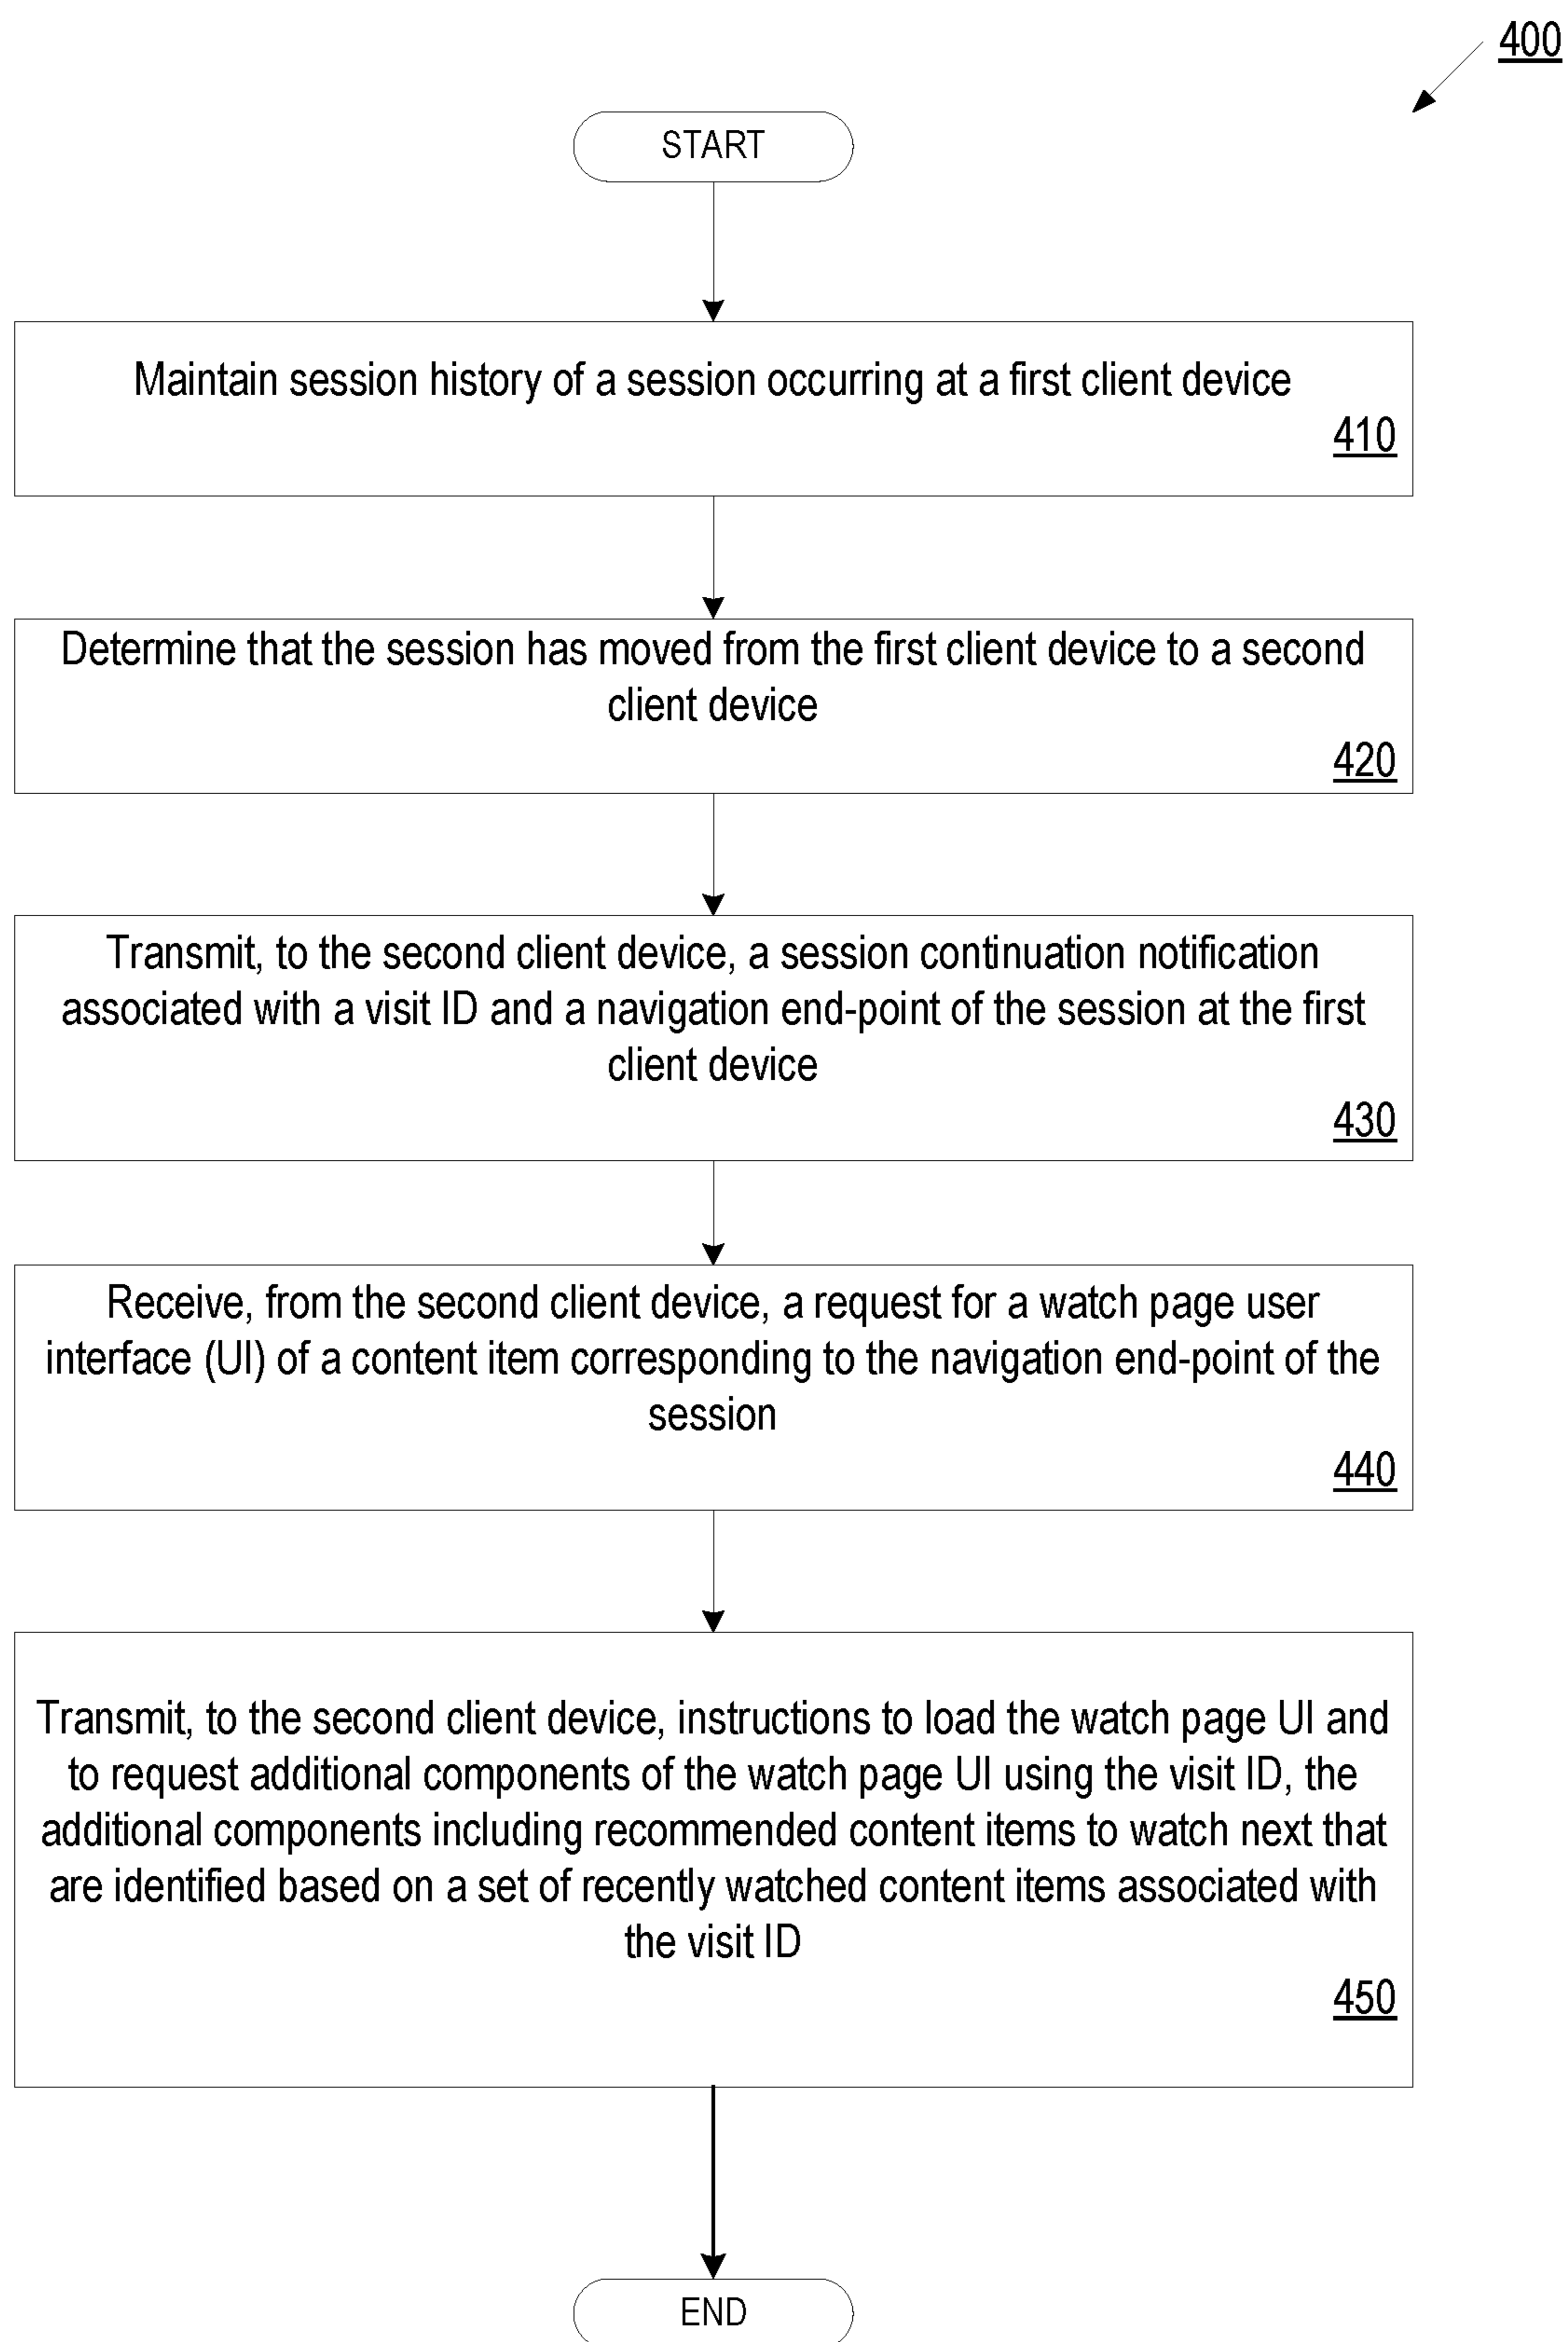 400
START
Maintain session history of a session occurring at a first client device
410
Determine that the session has moved from the first client device to a second
client device
420
Transmit, to the second client device, a session continuation notification
associated with a visit ID and a navigation end-point of the session at the first
client device
430
Receive, from the second client device, a request for a watch page user
interface (UI) of a content item corresponding to the navigation end-point of the
session
440
Transmit, to the second client device, instructions to load the watch page UI and
to request additional components of the watch page UI using the visit ID, the
additional components including recommended content items to watch next that
are identified based on a set of recently watched content items associated with
the visit ID
450
END